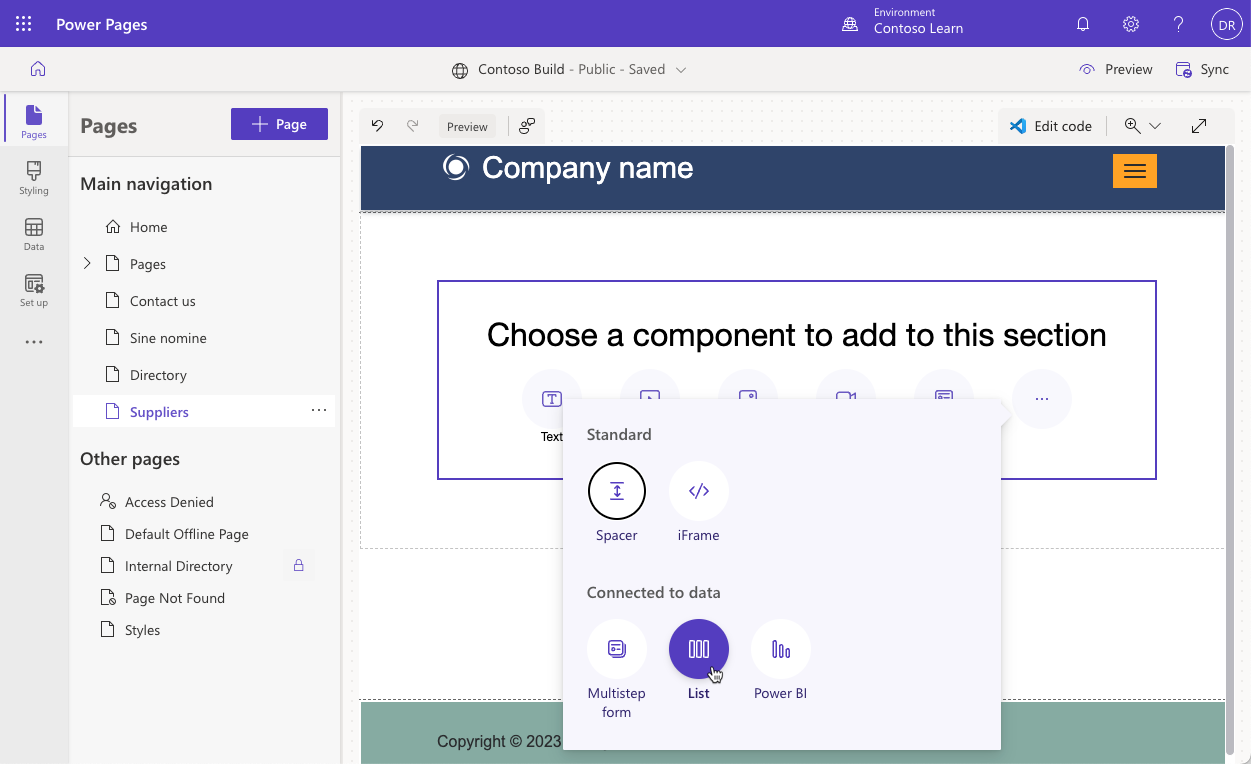 Power Pages
Environment
Contoso Learn
DR
Contoso Build - Public - Saved
Preview
Sync
Pages
Styling
Data
Set up
Pages
Page
Main navigation
Home
Pages
Contact us
Sine nomine
Directory
Suppliers
Other pages
Access Denied
Default Offline Page
Internal Directory
Page Not Found
Styles
Preview
Edit code
Company name
Choose a component to add to this section
Text
Standard
Spacer
iFrame
Connected to data
Multistep
form
List
Power BI
Copyright © 2023